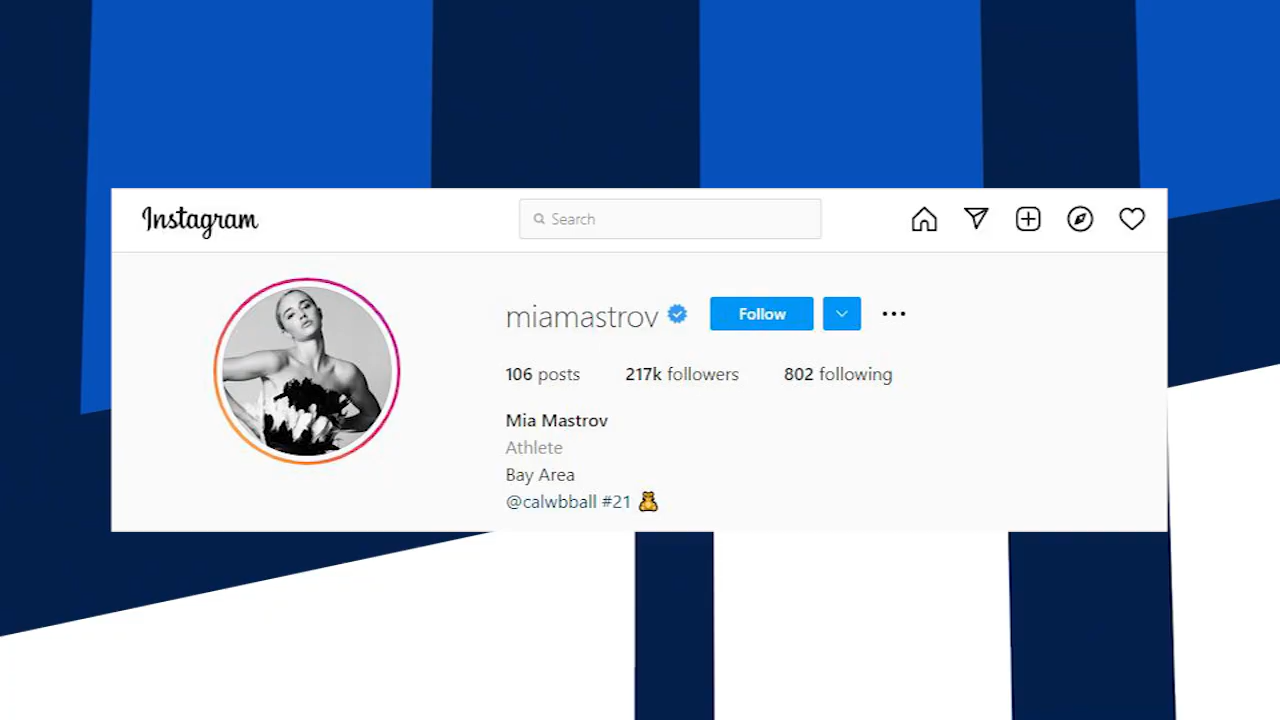 Instagram
Search
miamastrov
Follow
106 posts 217k followers 802 following
Mia Mastrov
Athlete
Bay Area
@calwbball #21 🧸